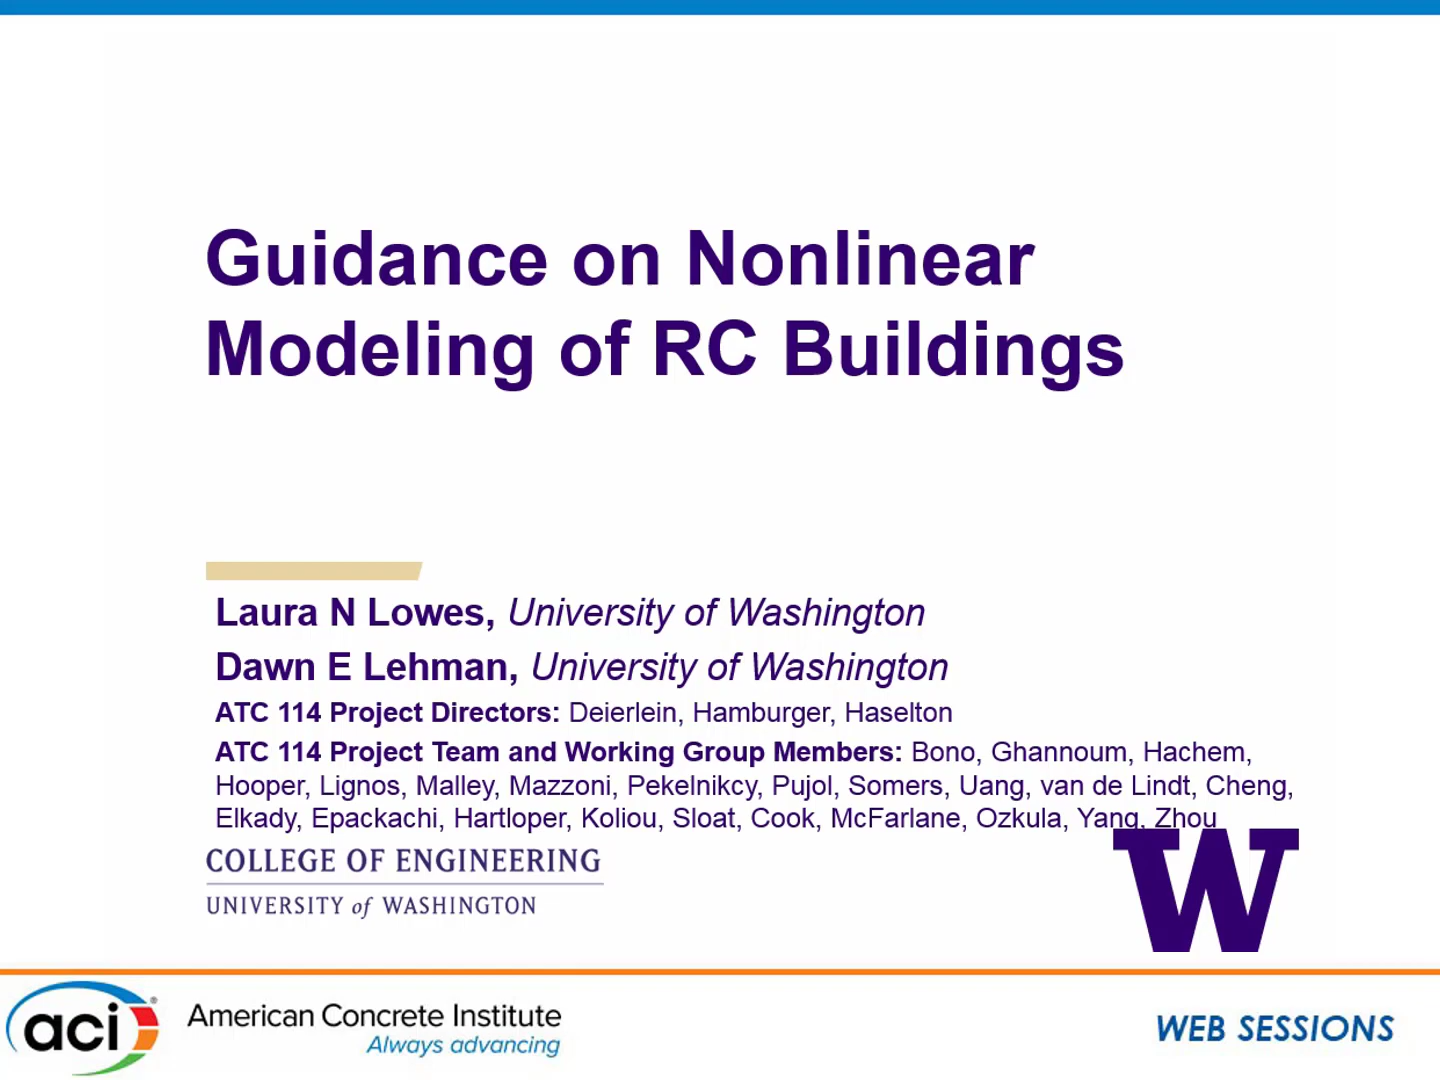 Guidance on Nonlinear
Modeling of RC Buildings
Laura N Lowes, University of Washington
Dawn E Lehman, University of Washington
ATC 114 Project Directors: Deierlein, Hamburger, Haselton
ATC 114 Project Team and Working Group Members: Bono, Ghannoum, Hachem,
Hooper, Lignos, Malley, Mazzoni, Pekelnikcy, Pujol, Somers, Uang, van de Lindt, Cheng,
Elkady, Epackachi, Hartloper, Koliou, Sloat, Cook, McFarlane, Ozkula, Yang, Zhou
COLLEGE OF ENGINEERING
UNIVERSITY of WASHINGTON
W
aci®
American Concrete Institute
Always advancing
WEB SESSIONS